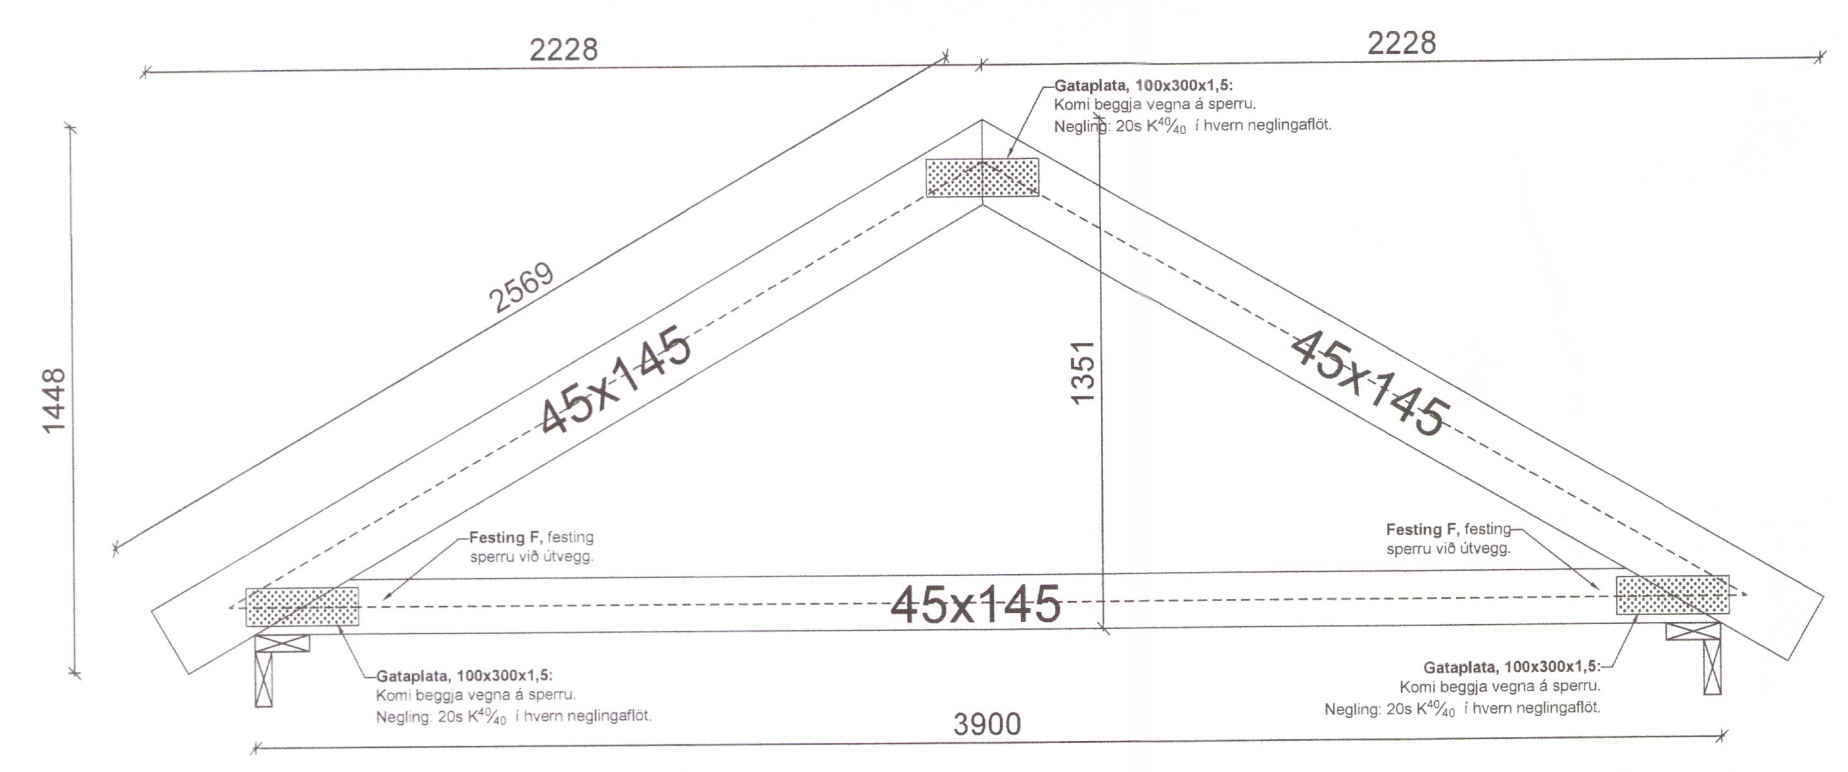 2228
2228
Gataplata, 100x300x1,5:
Komi beggja vegna á sperru.
Negling: 20s K40/40 í hvern neglingaflöt.
2569
45x145
45x145
1448
1351
Festing F, festing
sperru við útvegg.
Festing F, festing
sperru við útvegg.
45x145
Gataplata, 100x300x1,5:
Komi beggja vegna á sperru.
Negling: 20s K40/40 í hvern neglingaflöt.
Gataplata, 100x300x1,5:
Komi beggja vegna á sperru.
Negling: 20s K40/40 í hvern neglingaflöt.
3900